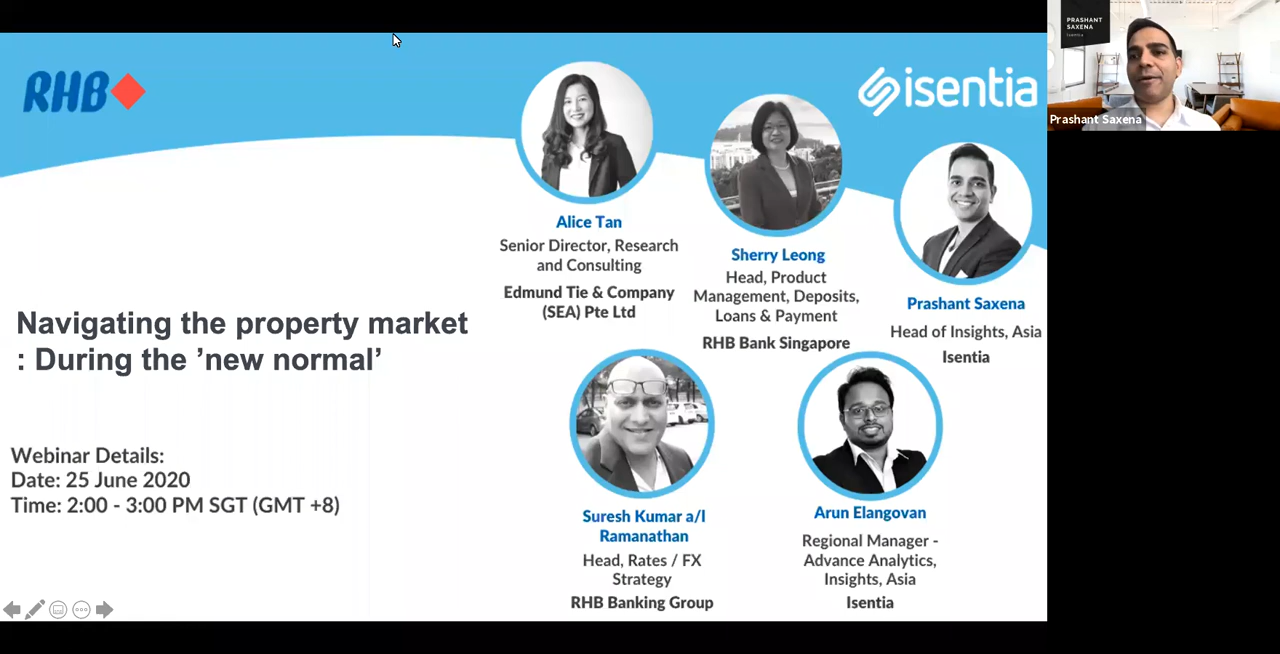 RHB
isentia
Navigating the property market
: During the ’new normal’
Webinar Details:
Date: 25 June 2020
Time: 2:00 - 3:00 PM SGT (GMT +8)
Alice Tan
Senior Director, Research
and Consulting
Edmund Tie & Company
(SEA) Pte Ltd
Sherry Leong
Head, Product
Management, Deposits,
Loans & Payment
RHB Bank Singapore
Prashant Saxena
Head of Insights, Asia
Isentia
Suresh Kumar a/l
Ramanathan
Head, Rates / FX
Strategy
RHB Banking Group
Arun Elangovan
Regional Manager -
Advance Analytics,
Insights, Asia
Isentia
PRASHANT
SAXENA
Isentia
Prashant Saxena